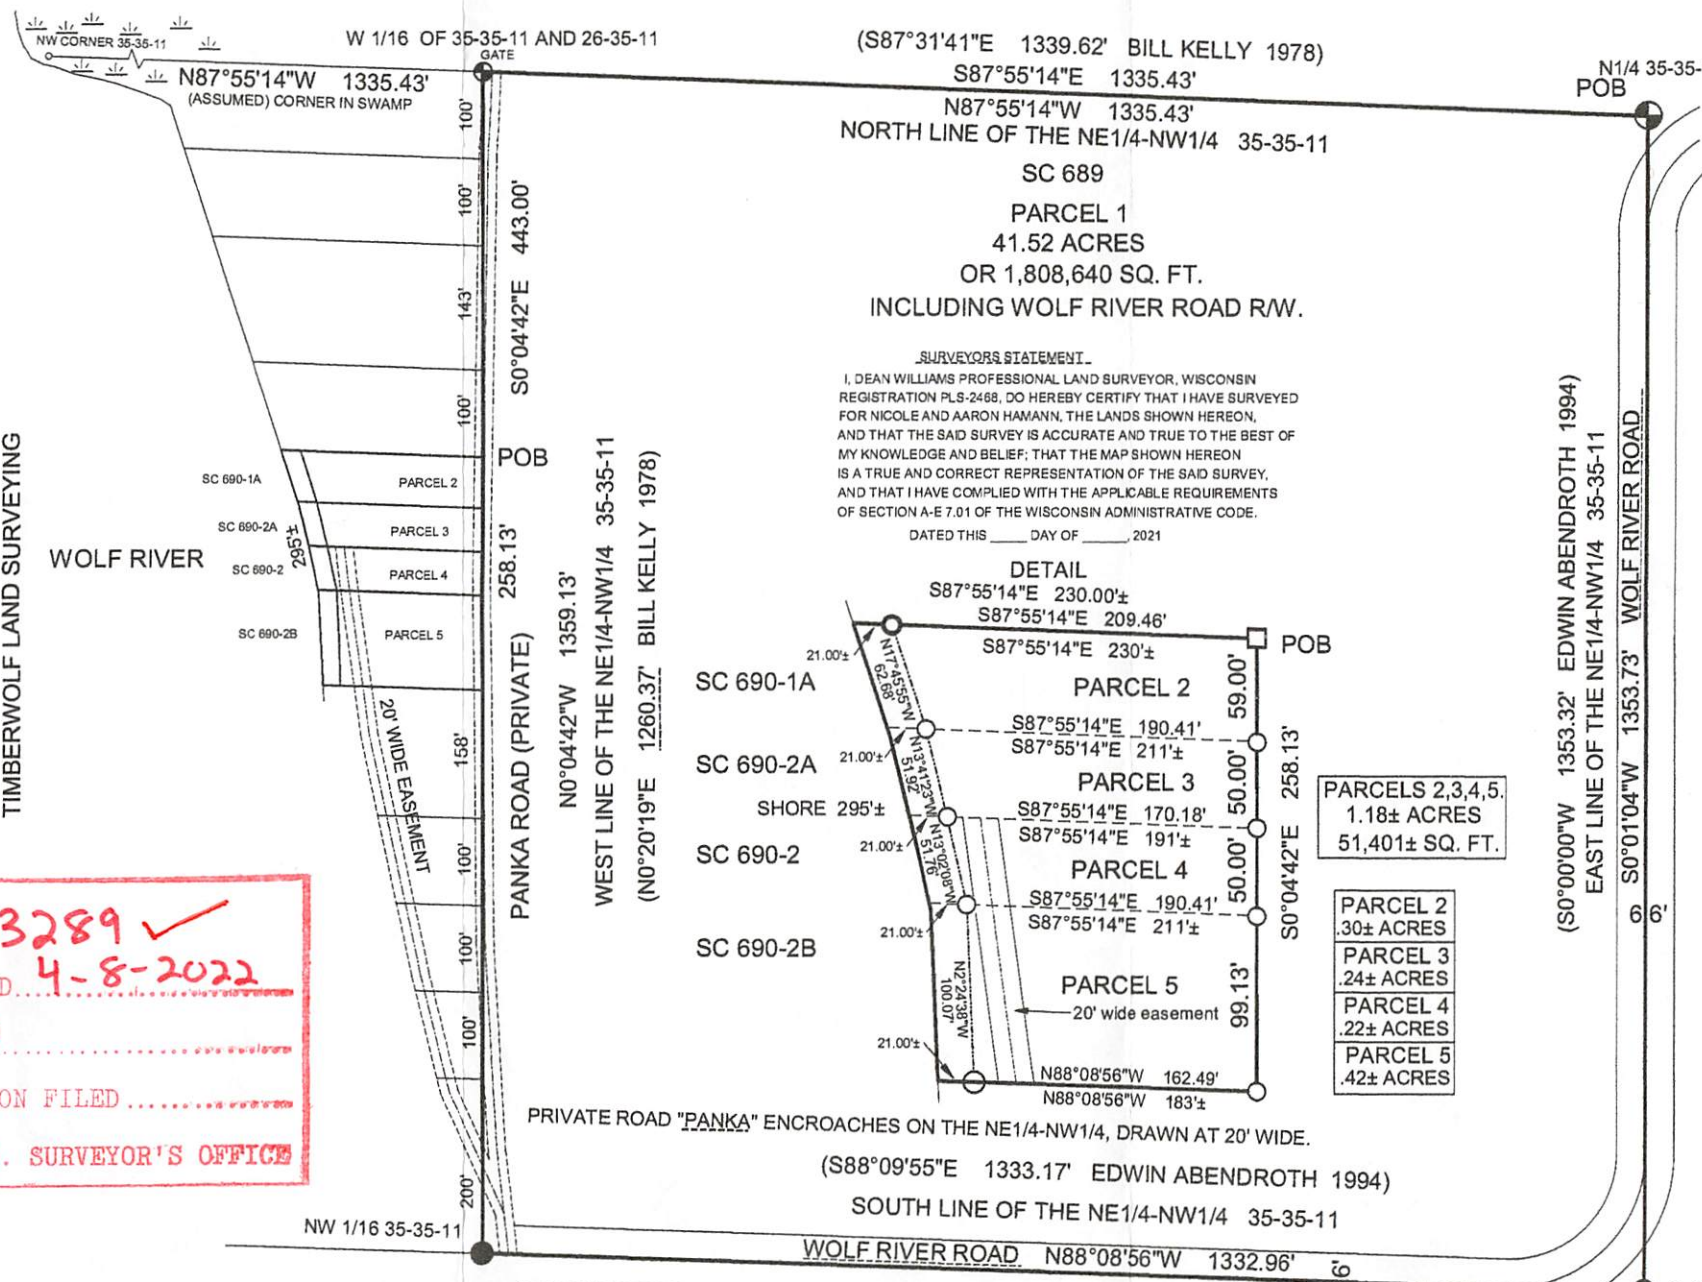 NW CORNER 35-35-11
W 1/16 OF 35-35-11 AND 26-35-11
GATE
N87°55'14"W 1335.43'
(ASSUMED) CORNER IN SWAMP
(S87°31'41"E 1339.62' BILL KELLY 1978)
S87°55'14"E 1335.43'
N1/4 35-35-
POB
N87°55'14"W 1335.43'
NORTH LINE OF THE NE1/4-NW1/4 35-35-11
SC 689
PARCEL 1
41.52 ACRES
OR 1,808,640 SQ. FT.
INCLUDING WOLF RIVER ROAD R/W.
SURVEYORS STATEMENT
I, DEAN WILLIAMS PROFESSIONAL LAND SURVEYOR, WISCONSIN
REGISTRATION PLS-2468, DO HEREBY CERTIFY THAT I HAVE SURVEYED
FOR NICOLE AND AARON HAMANN, THE LANDS SHOWN HEREON,
AND THAT THE SAID SURVEY IS ACCURATE AND TRUE TO THE BEST OF
MY KNOWLEDGE AND BELIEF; THAT THE MAP SHOWN HEREON
IS A TRUE AND CORRECT REPRESENTATION OF THE SAID SURVEY,
AND THAT I HAVE COMPLIED WITH THE APPLICABLE REQUIREMENTS
OF SECTION A-E 7.01 OF THE WISCONSIN ADMINISTRATIVE CODE.
DATED THIS _____ DAY OF ______, 2021
TIMBERWOLF LAND SURVEYING
100'
100'
143'
100'
S0°04'42"E 443.00'
POB
258.13'
SC 690-1A
PARCEL 2
SC 690-2A
PARCEL 3
295'±
WOLF RIVER
SC 690-2
PARCEL 4
SC 690-2B
PARCEL 5
20' WIDE EASEMENT
158'
100'
100'
100'
200'
PANKA ROAD (PRIVATE)
N0°04'42"W 1359.13'
WEST LINE OF THE NE1/4-NW1/4 35-35-11
(N0°20'19"E 1260.37' BILL KELLY 1978)
DETAIL
S87°55'14"E 230.00'±
S87°55'14"E 209.46'
S87°55'14"E 230'±
POB
21.00'±
N17°45'55"W
62.68'
SC 690-1A
PARCEL 2
59.00'
S87°55'14"E 190.41'
S87°55'14"E 211'±
21.00'±
N13°41'23"W
51.92'
SC 690-2A
PARCEL 3
50.00'
258.13'
SHORE 295'±
S87°55'14"E 170.18'
S87°55'14"E 191'±
21.00'±
N13°02'08"W
51.76'
SC 690-2
PARCEL 4
50.00'
S0°04'42"E
S87°55'14"E 190.41'
S87°55'14"E 211'±
21.00'±
SC 690-2B
N2°24'38"W
100.07'
PARCEL 5
20' wide easement
99.13'
21.00'±
N88°08'56"W 162.49'
N88°08'56"W 183'±
PARCELS 2,3,4,5.
1.18± ACRES
51,401± SQ. FT.
PARCEL 2
.30± ACRES
PARCEL 3
.24± ACRES
PARCEL 4
.22± ACRES
PARCEL 5
.42± ACRES
(S0°00'00"W 1353.32' EDWIN ABENDROTH 1994)
EAST LINE OF THE NE1/4-NW1/4 35-35-11
S0°01'04"W 1353.73' WOLF RIVER ROAD
66'
3289 ✓
D.... 4-8-2022
ON FILED
. SURVEYOR'S OFFICE
PRIVATE ROAD "PANKA" ENCROACHES ON THE NE1/4-NW1/4, DRAWN AT 20' WIDE.
(S88°09'55"E 1333.17' EDWIN ABENDROTH 1994)
SOUTH LINE OF THE NE1/4-NW1/4 35-35-11
NW 1/16 35-35-11
WOLF RIVER ROAD N88°08'56"W 1332.96'